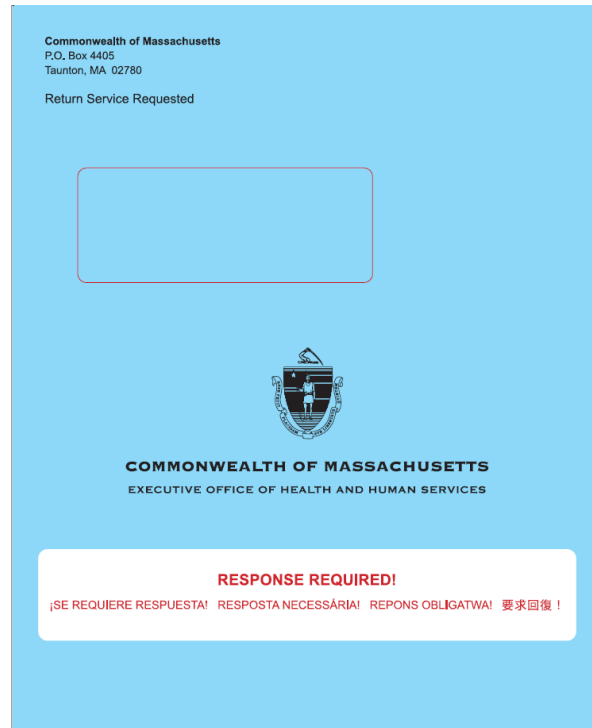 Commonwealth of Massachusetts
P.O. Box 4405
Taunton, MA 02780
Return Service Requested
COMMONWEALTH OF MASSACHUSETTS
EXECUTIVE OFFICE OF HEALTH AND HUMAN SERVICES
RESPONSE REQUIRED!
¡SE REQUIERE RESPUESTA! RESPOSTA NECESSÁRIA! REPONS OBLIGATWA! 要求回復！